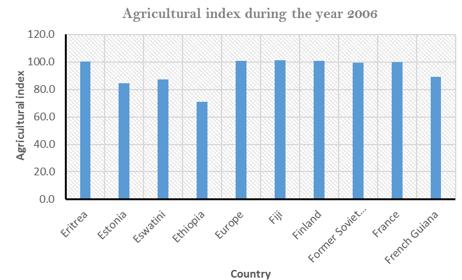 Agricultural index during the year 2006
120.0
100.0
80.0
60.0
40.0
20.0
0.0
Agricultural index
Eritrea
Estonia
Eswatini
Ethiopia
Europe
Fiji
Finland
Former Soviet...
France
French Guiana
Country